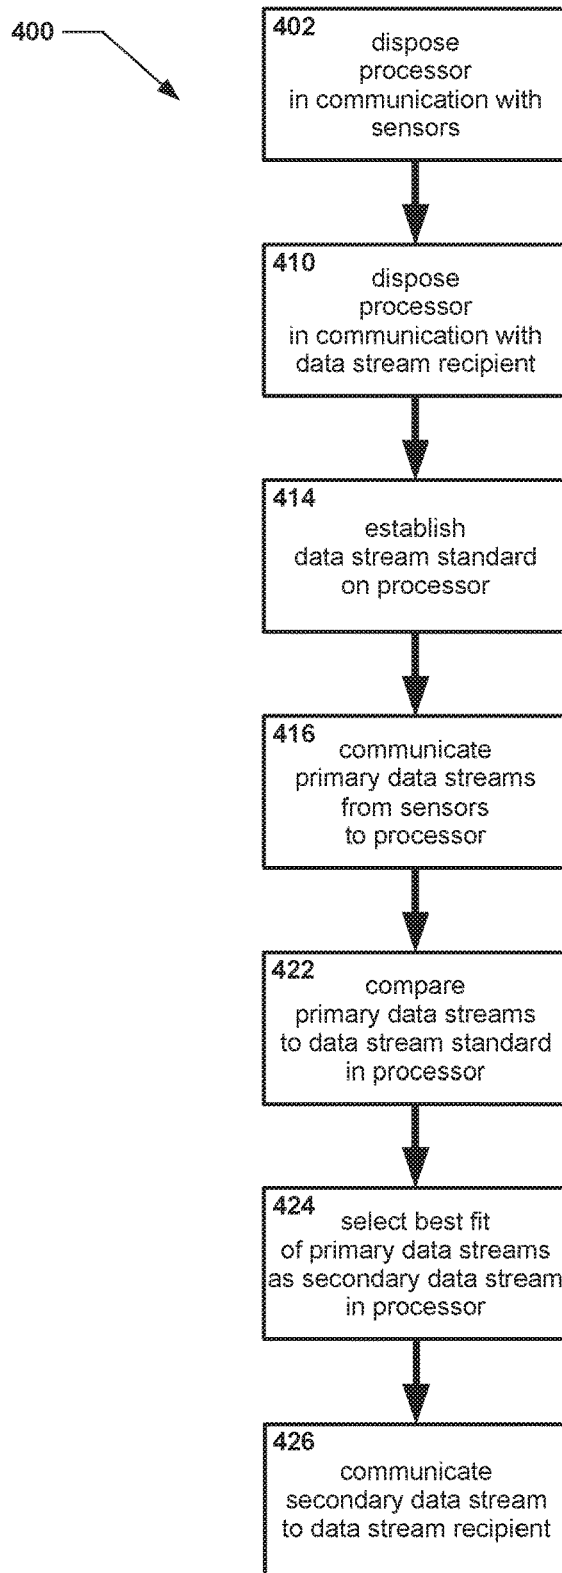 400
402
dispose
processor
in communication with
sensors
410
dispose
processor
in communication with
data stream recipient
414
establish
data stream standard
on processor
416
communicate
primary data streams
from sensors
to processor
422
compare
primary data streams
to data stream standard
in processor
424
select best fit
of primary data streams
as secondary data stream
in processor
426
communicate
secondary data stream
to data stream recipient